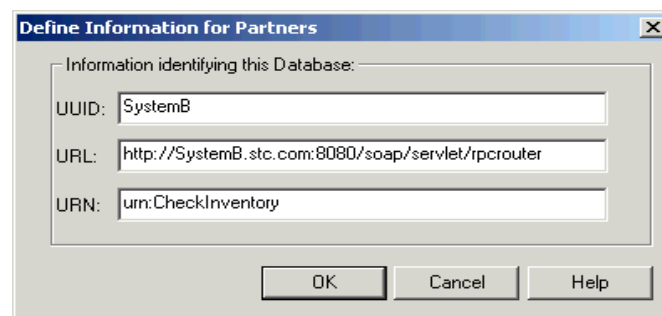 Define Information for Partners
Information identifying this Database:
UUID: SystemB
URL: http://SystemB.stc.com:8080/soap/servlet/rpcrouter
URN: urn:CheckInventory
OK Cancel Help